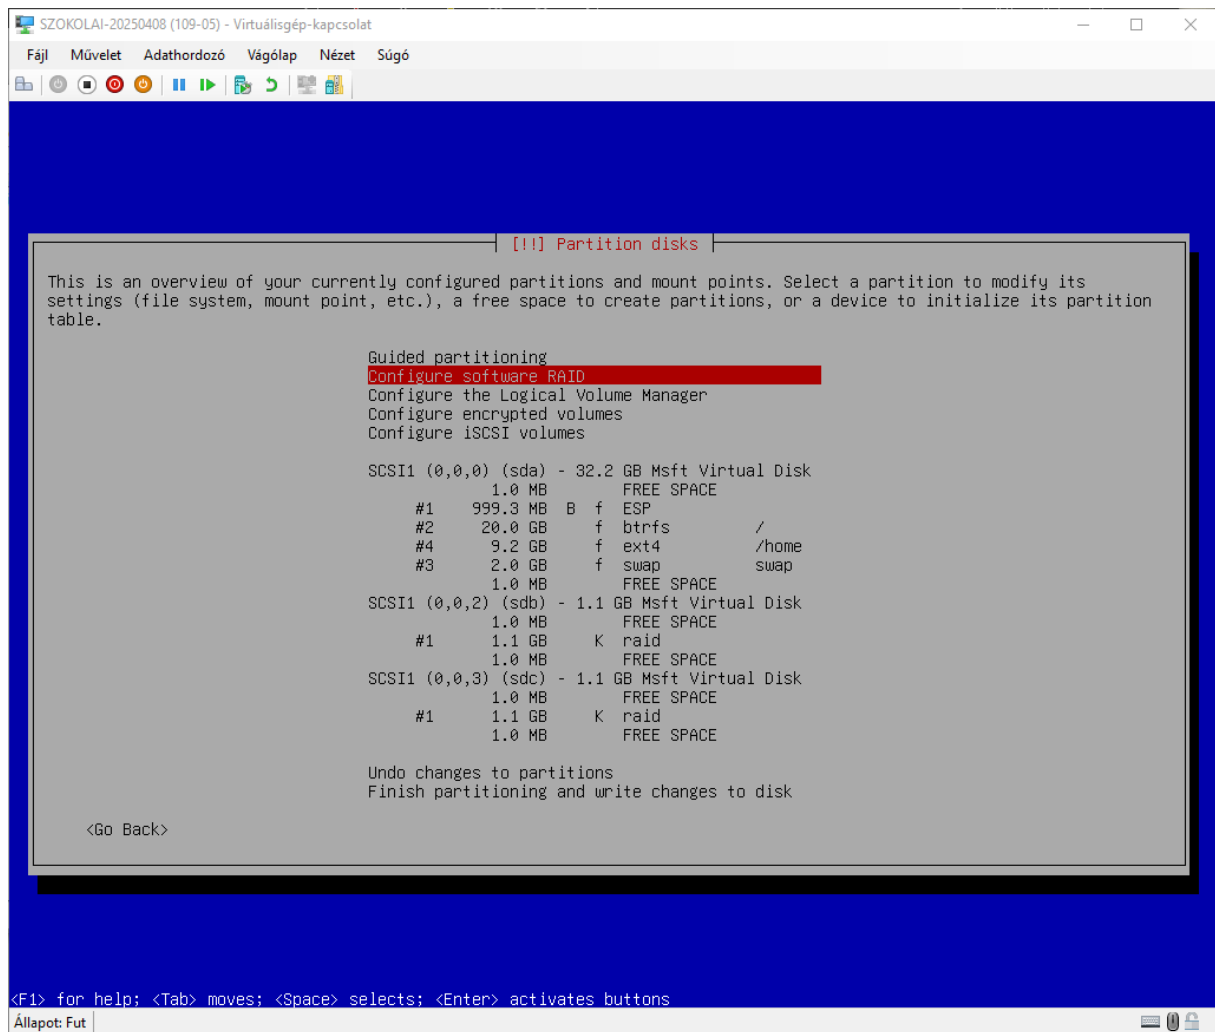 SZOKOLAI-20250408 (109-05) - Virtuálisgép-kapcsolat
Fájl Művelet Adathordozó Vágólap Nézet Súgó
[!!] Partition disks
This is an overview of your currently configured partitions and mount points. Select a partition to modify its
settings (file system, mount point, etc.), a free space to create partitions, or a device to initialize its partition
table.
Guided partitioning
Configure software RAID
Configure the Logical Volume Manager
Configure encrypted volumes
Configure iSCSI volumes
SCSI1 (0,0,0) (sda) - 32.2 GB Msft Virtual Disk
1.0 MB FREE SPACE
#1 999.3 MB B f ESP
#2 20.0 GB f btrfs /
#4 9.2 GB f ext4 /home
#3 2.0 GB f swap swap
1.0 MB FREE SPACE
SCSI1 (0,0,2) (sdb) - 1.1 GB Msft Virtual Disk
1.0 MB FREE SPACE
#1 1.1 GB K raid
1.0 MB FREE SPACE
SCSI1 (0,0,3) (sdc) - 1.1 GB Msft Virtual Disk
1.0 MB FREE SPACE
#1 1.1 GB K raid
1.0 MB FREE SPACE
Undo changes to partitions
Finish partitioning and write changes to disk
<Go Back>
<F1> for help; <Tab> moves; <Space> selects; <Enter> activates buttons
Állapot: Fut